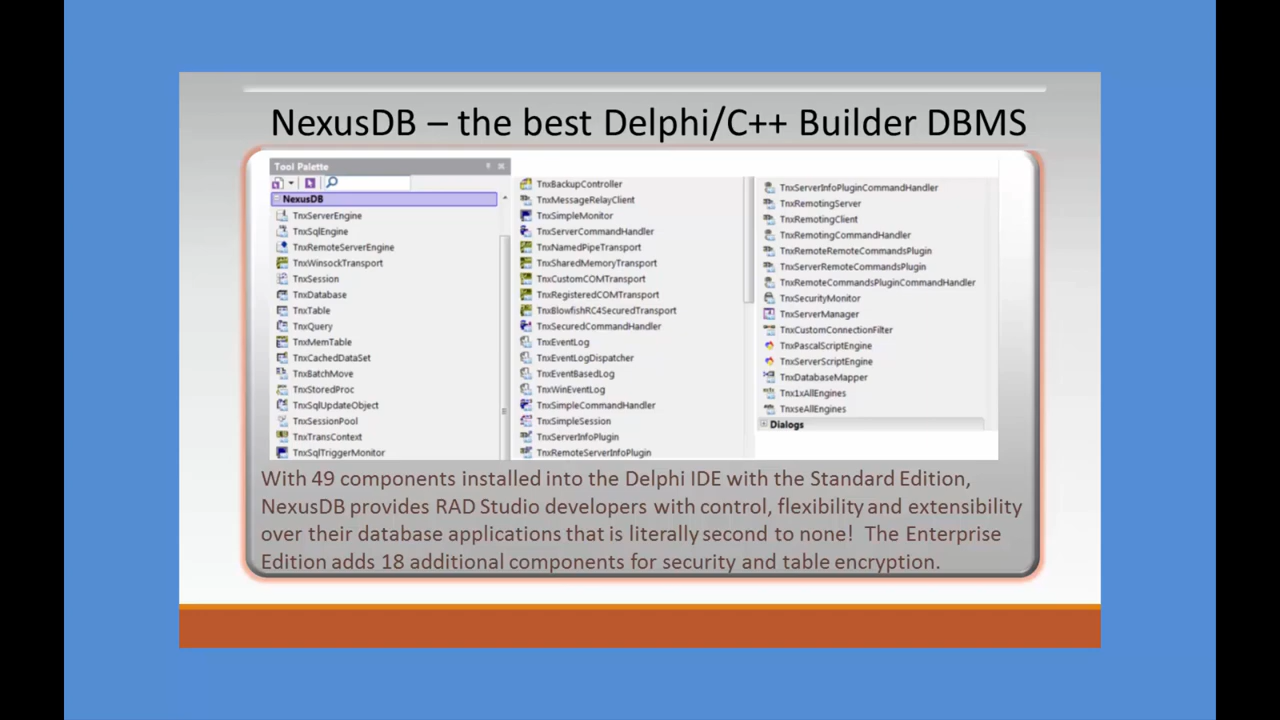 NexusDB – the best Delphi/C++ Builder DBMS
Tool Palette
NexusDB
TnxServerEngine
TnxSqlEngine
TnxRemoteServerEngine
TnxWinsockTransport
TnxSession
TnxDatabase
TnxTable
TnxQuery
TnxMemTable
TnxCachedDataSet
TnxBatchMove
TnxStoredProc
TnxSqlUpdateObject
TnxSessionPool
TnxTransContext
TnxSqlTriggerMonitor
TnxBackupController
TnxMessageRelayClient
TnxSimpleMonitor
TnxServerCommandHandler
TnxNamedPipeTransport
TnxSharedMemoryTransport
TnxCustomCOMTransport
TnxRegisteredCOMTransport
TnxBlowfishRC4SecuredTransport
TnxSecuredCommandHandler
TnxEventLog
TnxEventLogDispatcher
TnxEventBasedLog
TnxWinEventLog
TnxSimpleCommandHandler
TnxSimpleSession
TnxServerInfoPlugin
TnxRemoteServerInfoPlugin
TnxServerInfoPluginCommandHandler
TnxRemotingServer
TnxRemotingClient
TnxRemotingCommandHandler
TnxRemoteRemoteCommandsPlugin
TnxServerRemoteCommandsPlugin
TnxRemoteCommandsPluginCommandHandler
TnxSecurityMonitor
TnxServerManager
TnxCustomConnectionFilter
TnxPascalScriptEngine
TnxServerScriptEngine
TnxDatabaseMapper
Tnx1xAllEngines
TnxseAllEngines
Dialogs
With 49 components installed into the Delphi IDE with the Standard Edition,
NexusDB provides RAD Studio developers with control, flexibility and extensibility
over their database applications that is literally second to none! The Enterprise
Edition adds 18 additional components for security and table encryption.